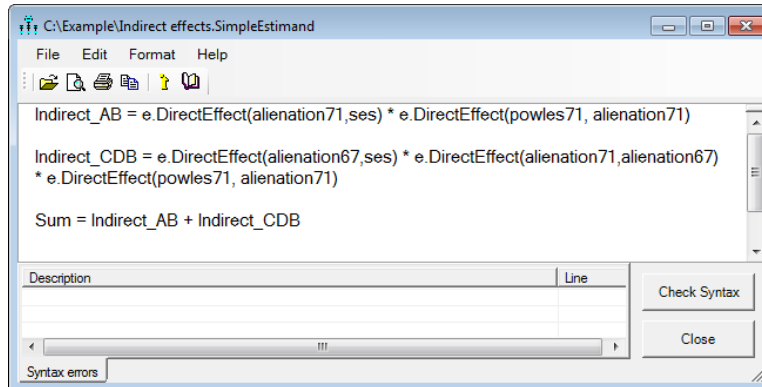 C:\Example\Indirect effects.SimpleEstimand
File Edit Format Help
Indirect_AB = e.DirectEffect(alienation71,ses) * e.DirectEffect(powles71, alienation71)
Indirect_CDB = e.DirectEffect(alienation67,ses) * e.DirectEffect(alienation71,alienation67)
* e.DirectEffect(powles71, alienation71)
Sum = Indirect_AB + Indirect_CDB
Description Line
Check Syntax
Close
Syntax errors